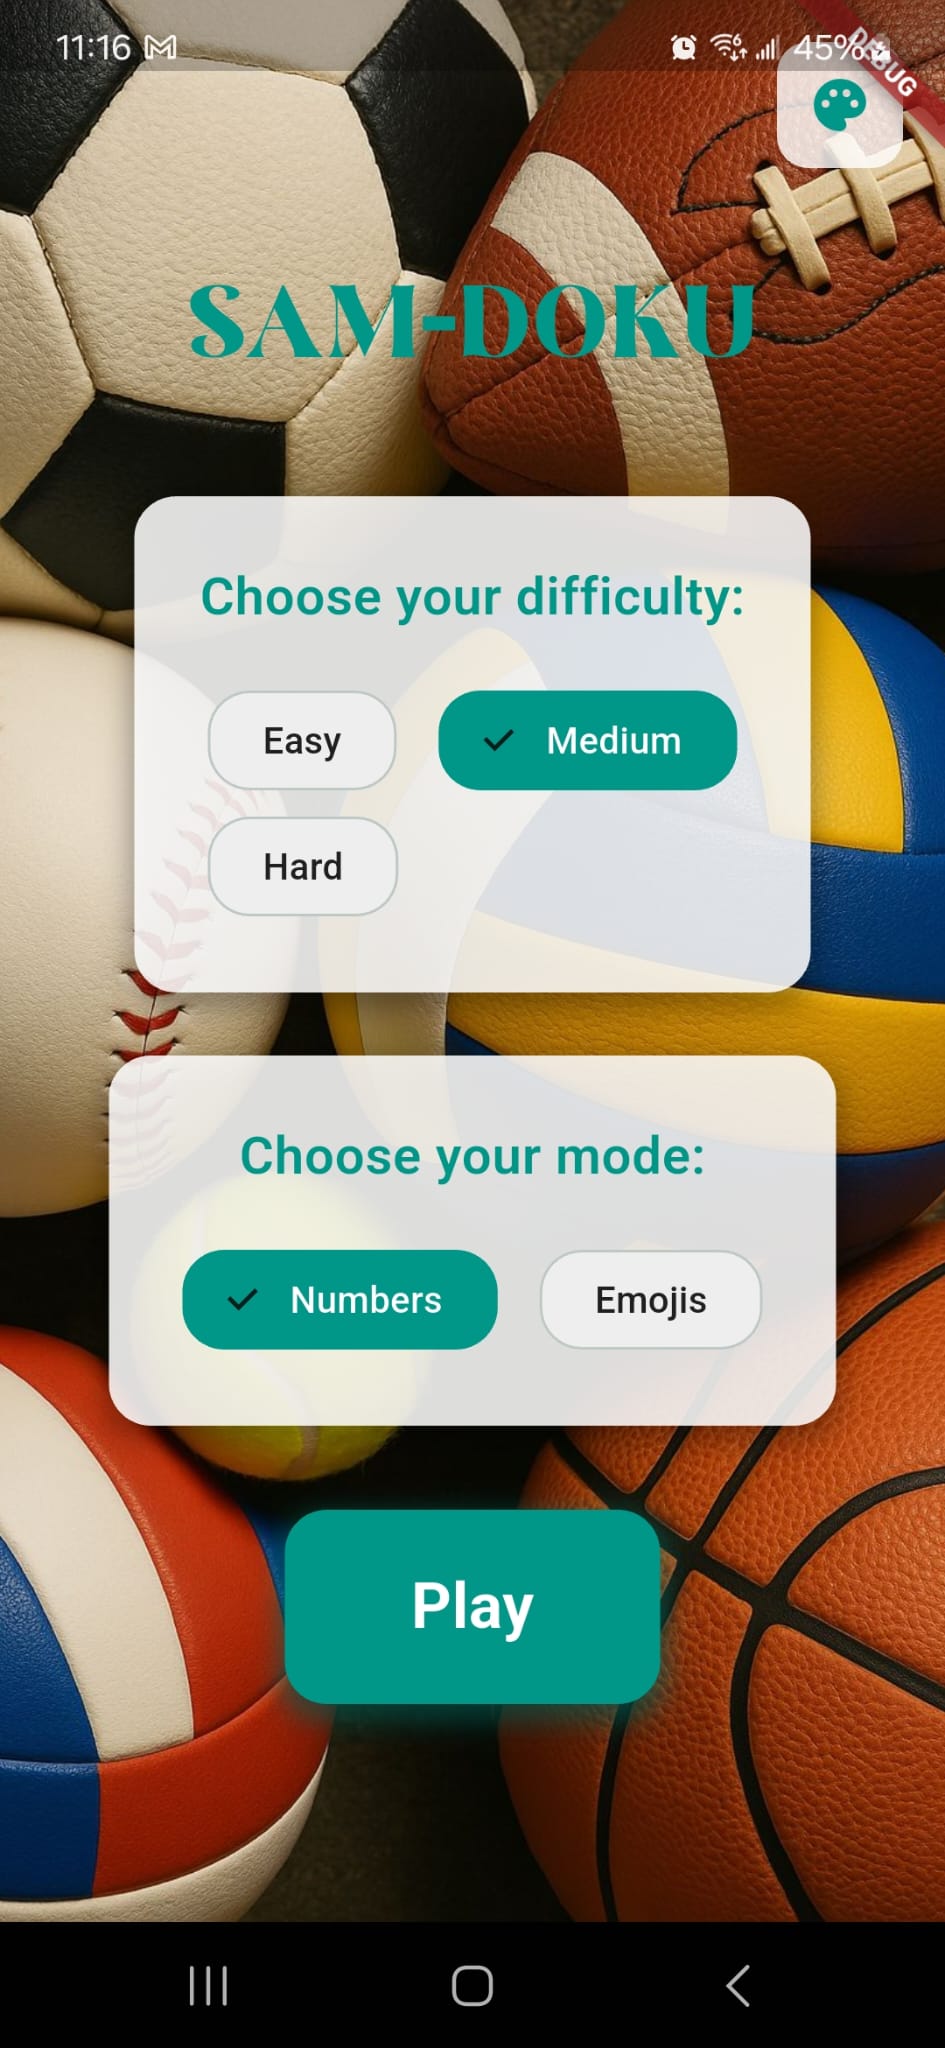 11:16
45%
DEBUG
SAM-DOKU
Choose your difficulty:
Easy
Medium
Hard
Choose your mode:
Numbers
Emojis
Play